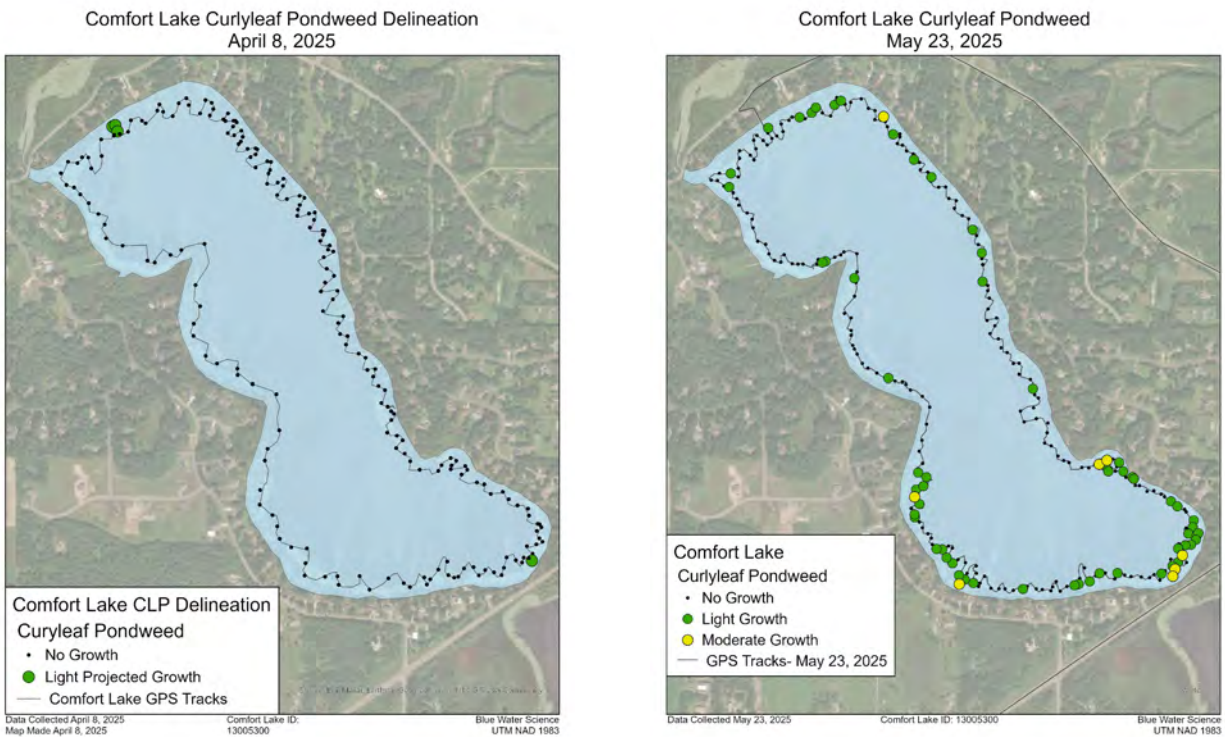 Comfort Lake Curlyleaf Pondweed Delineation
April 8, 2025
Comfort Lake CLP Delineation
Curyleaf Pondweed
No Growth
Light Projected Growth
Comfort Lake GPS Tracks
Data Collected April 8, 2025
Map Made April 8, 2025
Comfort Lake ID:
13005300
Blue Water Science
UTM NAD 1983
Comfort Lake Curlyleaf Pondweed
May 23, 2025
Comfort Lake
Curlyleaf Pondweed
No Growth
Light Growth
Moderate Growth
GPS Tracks- May 23, 2025
Data Collected May 23, 2025
Comfort Lake ID: 13005300
Blue Water Science
UTM NAD 1983